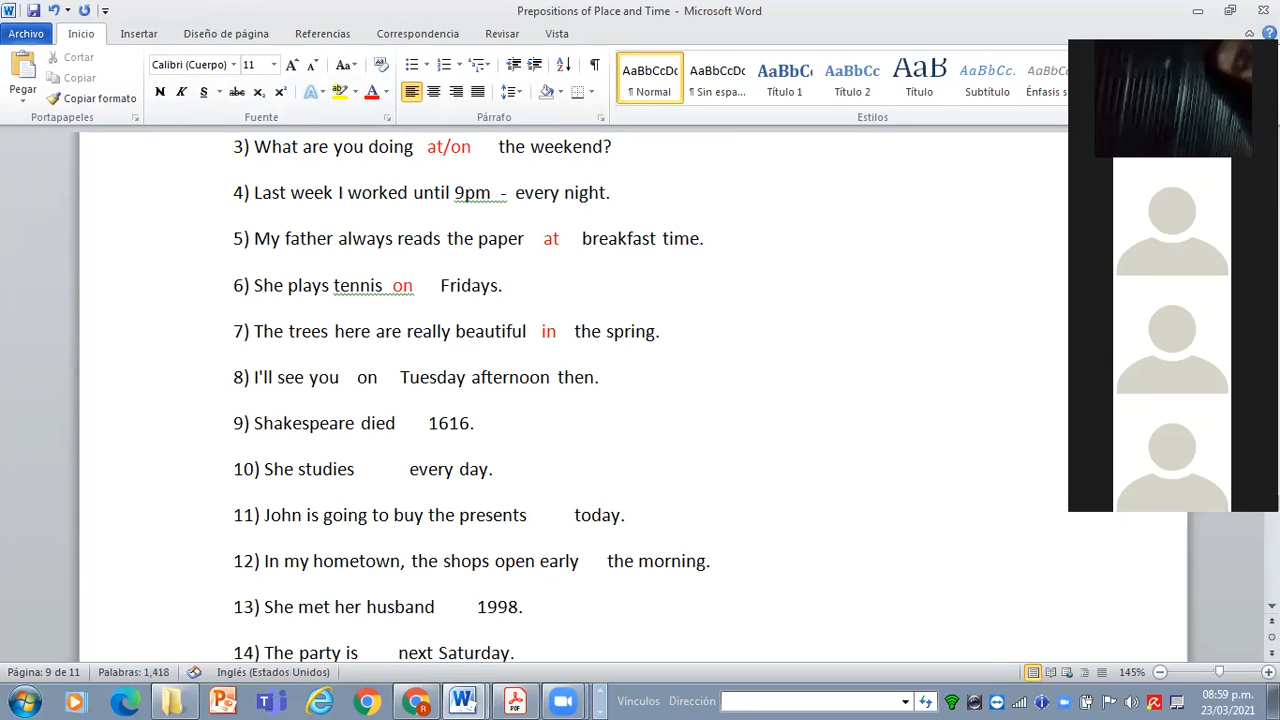 Prepositions of Place and Time - Microsoft Word
Archivo Inicio Insertar Diseño de página Referencias Correspondencia Revisar Vista
Pegar
Cortar
Copiar
Copiar formato
Portapapeles
Calibri (Cuerpo) 11
Fuente
Párrafo
AaBbCcDc AaBbCcDc AaBbC AaBbCc AaB AaBbCc AaBbCcDc
¶ Normal ¶ Sin espa... Título 1 Título 2 Título Subtítulo Énfasis s
Estilos
3) What are you doing at/on the weekend?
4) Last week I worked until 9pm - every night.
5) My father always reads the paper at breakfast time.
6) She plays tennis on Fridays.
7) The trees here are really beautiful in the spring.
8) I'll see you on Tuesday afternoon then.
9) Shakespeare died 1616.
10) She studies every day.
11) John is going to buy the presents today.
12) In my hometown, the shops open early the morning.
13) She met her husband 1998.
14) The party is next Saturday.
Página: 9 de 11 Palabras: 1,418 Inglés (Estados Unidos) 145%
Vínculos Dirección
08:59 p.m.
23/03/2021